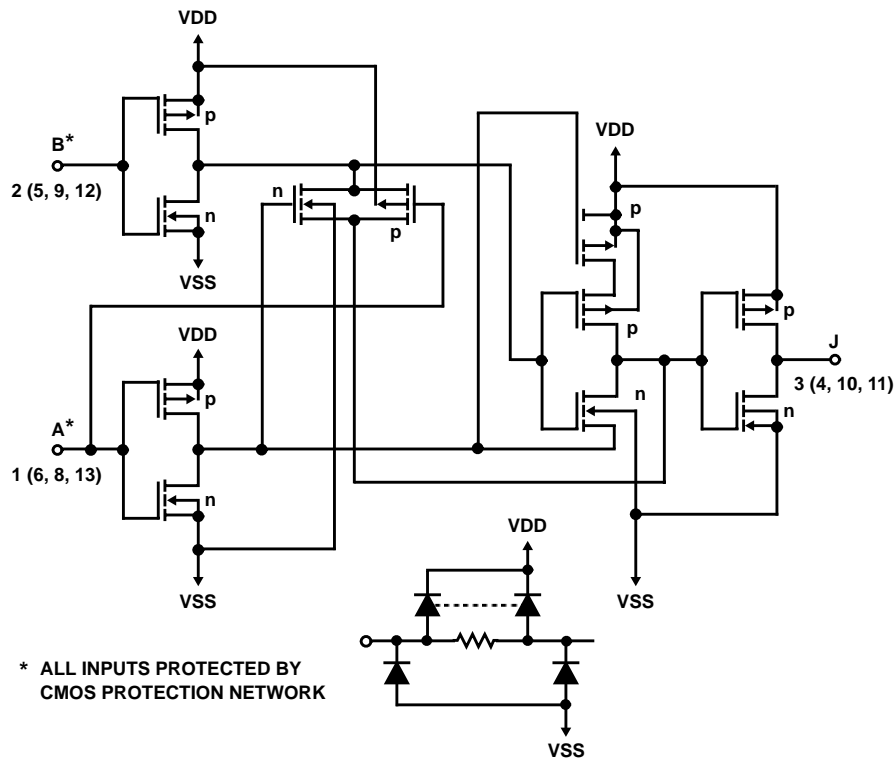 VDD
p
B*
2 (5, 9, 12)
n
VSS
n
p
VDD
p
p
n
p
n
J
3 (4, 10, 11)
VDD
p
A*
1 (6, 8, 13)
n
VSS
VSS
VDD
VSS
* ALL INPUTS PROTECTED BY
CMOS PROTECTION NETWORK